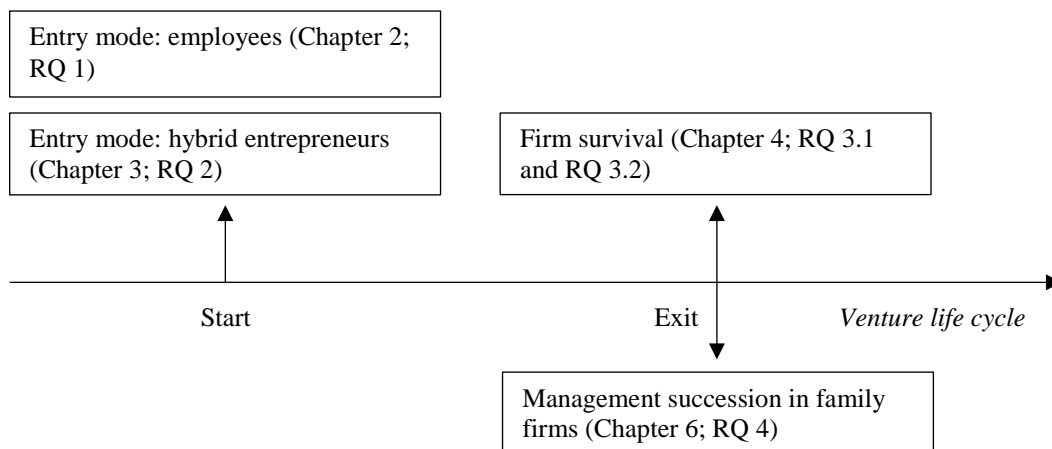 Entry mode: employees (Chapter 2;
RQ 1)
Entry mode: hybrid entrepreneurs
(Chapter 3; RQ 2)
Firm survival (Chapter 4; RQ 3.1
and RQ 3.2)
Start
Exit
Venture life cycle
Management succession in family
firms (Chapter 6; RQ 4)